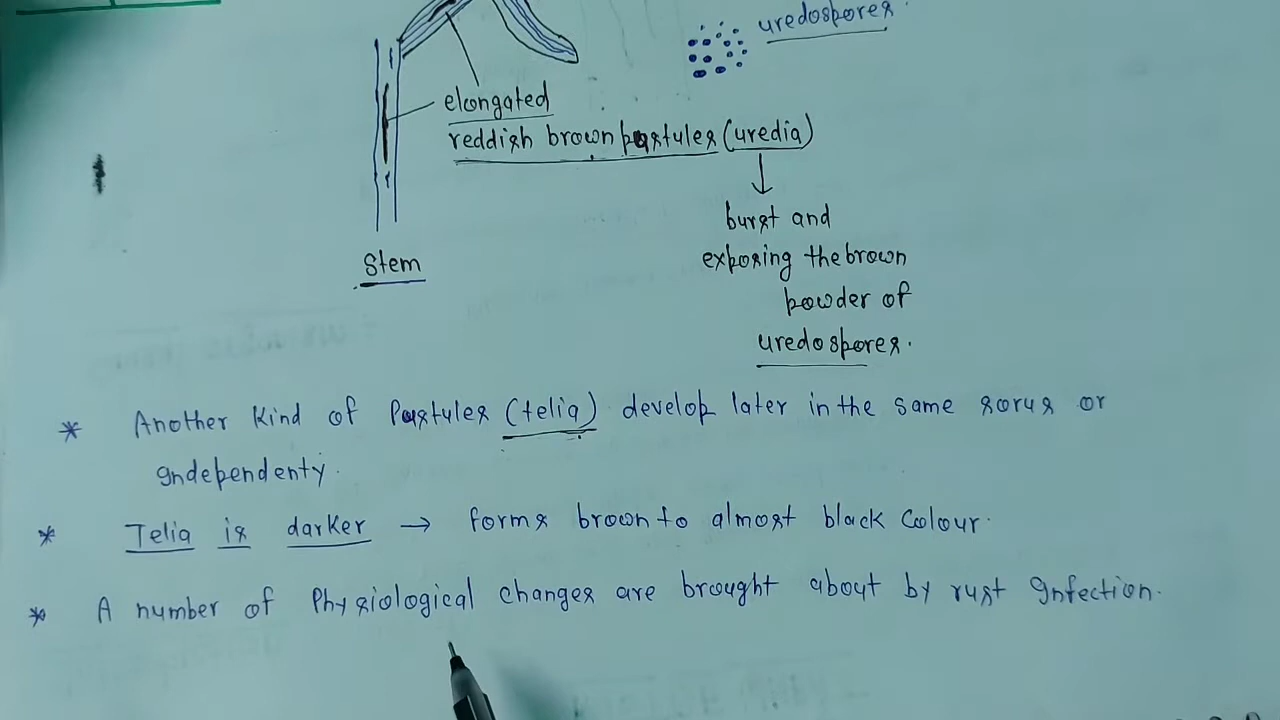 uredospores.
elongated
reddish brown pustules (uredia)
burst and
exposing the brown
powder of
uredospores.
Stem
* Another Kind of Pustules (telia) develop later in the same sorus or
Independenty.
* Telia is darker → forms brown to almost black Colour.
* A number of Physiological changes are brought about by rust Infection.